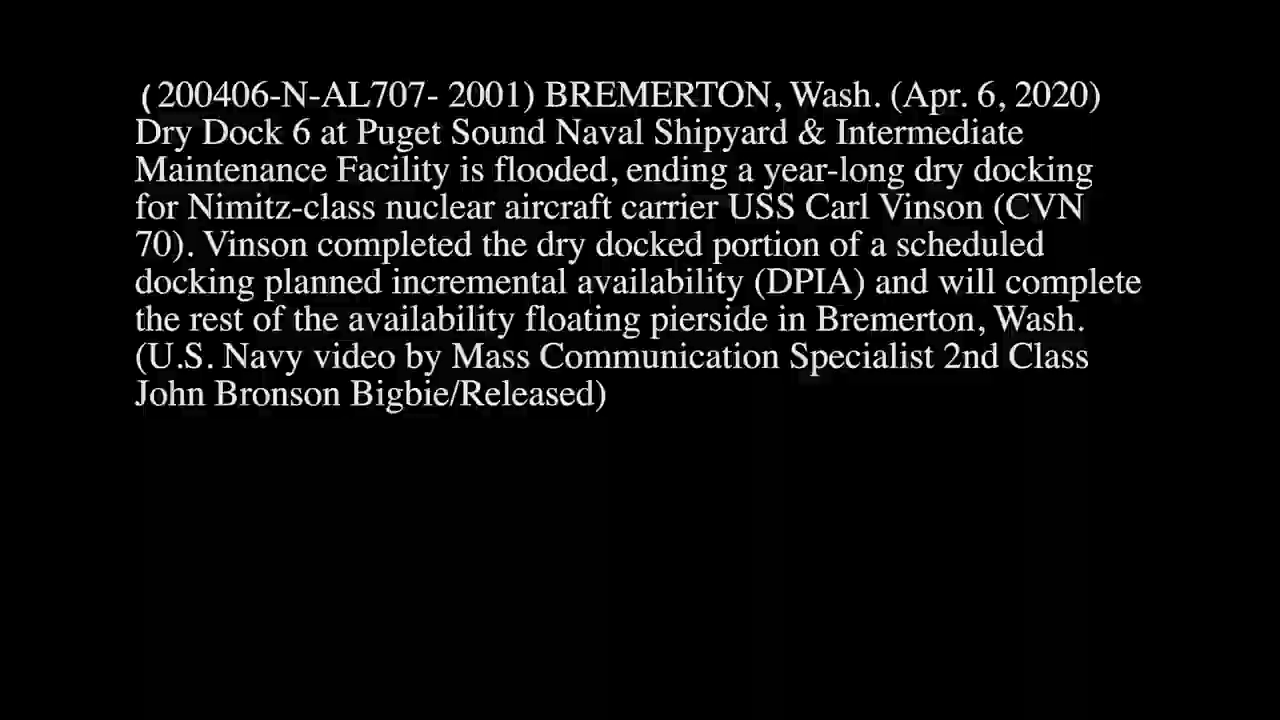 (200406-N-AL707- 2001) BREMERTON, Wash. (Apr. 6, 2020)
Dry Dock 6 at Puget Sound Naval Shipyard & Intermediate
Maintenance Facility is flooded, ending a year-long dry docking
for Nimitz-class nuclear aircraft carrier USS Carl Vinson (CVN
70). Vinson completed the dry docked portion of a scheduled
docking planned incremental availability (DPIA) and will complete
the rest of the availability floating pierside in Bremerton, Wash.
(U.S. Navy video by Mass Communication Specialist 2nd Class
John Bronson Bigbie/Released)